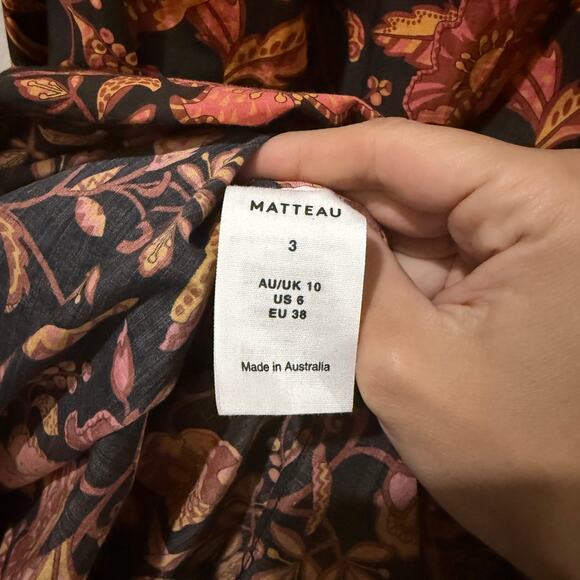 MATTEAU
3
AU/UK 10
US 6
EU 38
Made in Australia